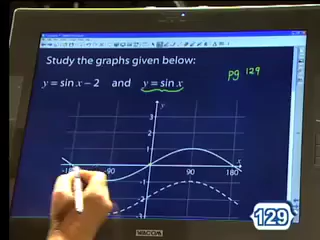 Study the graphs given below:
y = sin x - 2 and y = sin x
pg 129
y
3
2
1
x
-180 -90 90 180
-1
-2
-3
129
WACOM